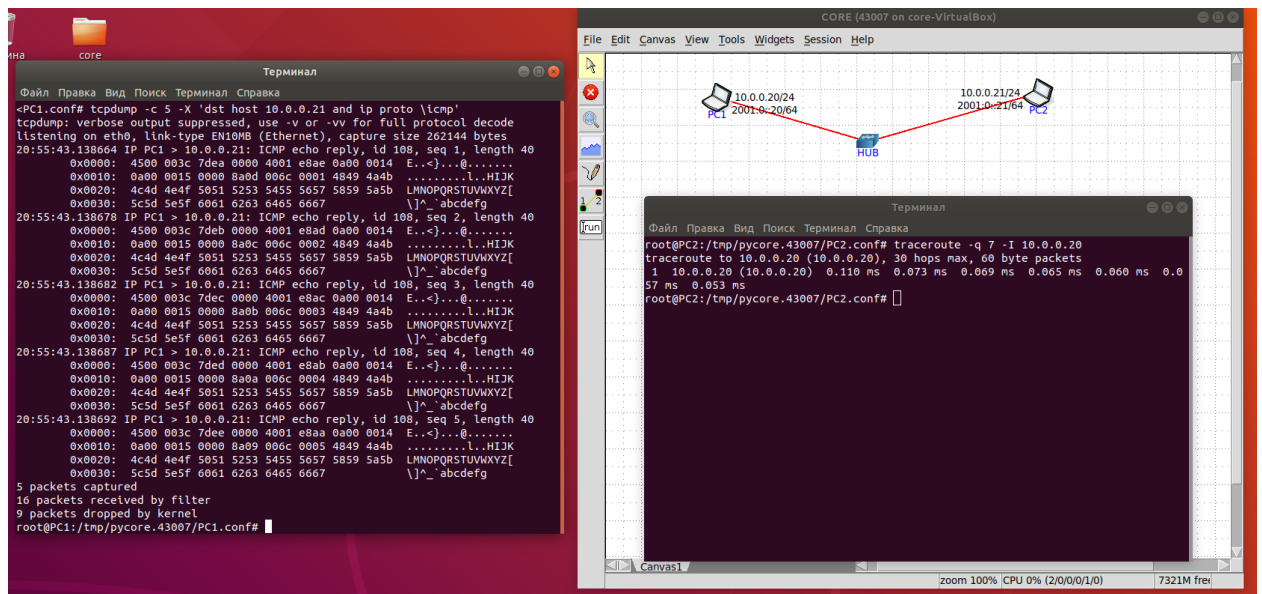 ина
core
Терминал
Файл Правка Вид Поиск Терминал Справка
<PC1.conf# tcpdump -c 5 -X 'dst host 10.0.0.21 and ip proto \icmp'
tcpdump: verbose output suppressed, use -v or -vv for full protocol decode
listening on eth0, link-type EN10MB (Ethernet), capture size 262144 bytes
20:55:43.138664 IP PC1 > 10.0.0.21: ICMP echo reply, id 108, seq 1, length 40
0x0000: 4500 003c 7dea 0000 4001 e8ae 0a00 0014 E..<}...@.......
0x0010: 0a00 0015 0000 8a0d 006c 0001 4849 4a4b .........l..HIJK
0x0020: 4c4d 4e4f 5051 5253 5455 5657 5859 5a5b LMNOPQRSTUVWXYZ[
0x0030: 5c5d 5e5f 6061 6263 6465 6667 \]^_`abcdefg
20:55:43.138678 IP PC1 > 10.0.0.21: ICMP echo reply, id 108, seq 2, length 40
0x0000: 4500 003c 7deb 0000 4001 e8ad 0a00 0014 E..<}...@.......
0x0010: 0a00 0015 0000 8a0c 006c 0002 4849 4a4b .........l..HIJK
0x0020: 4c4d 4e4f 5051 5253 5455 5657 5859 5a5b LMNOPQRSTUVWXYZ[
0x0030: 5c5d 5e5f 6061 6263 6465 6667 \]^_`abcdefg
20:55:43.138682 IP PC1 > 10.0.0.21: ICMP echo reply, id 108, seq 3, length 40
0x0000: 4500 003c 7dec 0000 4001 e8ac 0a00 0014 E..<}...@.......
0x0010: 0a00 0015 0000 8a0b 006c 0003 4849 4a4b .........l..HIJK
0x0020: 4c4d 4e4f 5051 5253 5455 5657 5859 5a5b LMNOPQRSTUVWXYZ[
0x0030: 5c5d 5e5f 6061 6263 6465 6667 \]^_`abcdefg
20:55:43.138687 IP PC1 > 10.0.0.21: ICMP echo reply, id 108, seq 4, length 40
0x0000: 4500 003c 7ded 0000 4001 e8ab 0a00 0014 E..<}...@.......
0x0010: 0a00 0015 0000 8a0a 006c 0004 4849 4a4b .........l..HIJK
0x0020: 4c4d 4e4f 5051 5253 5455 5657 5859 5a5b LMNOPQRSTUVWXYZ[
0x0030: 5c5d 5e5f 6061 6263 6465 6667 \]^_`abcdefg
20:55:43.138692 IP PC1 > 10.0.0.21: ICMP echo reply, id 108, seq 5, length 40
0x0000: 4500 003c 7dee 0000 4001 e8aa 0a00 0014 E..<}...@.......
0x0010: 0a00 0015 0000 8a09 006c 0005 4849 4a4b .........l..HIJK
0x0020: 4c4d 4e4f 5051 5253 5455 5657 5859 5a5b LMNOPQRSTUVWXYZ[
0x0030: 5c5d 5e5f 6061 6263 6465 6667 \]^_`abcdefg
5 packets captured
16 packets received by filter
9 packets dropped by kernel
root@PC1:/tmp/pycore.43007/PC1.conf#
CORE (43007 on core-VirtualBox)
File Edit Canvas View Tools Widgets Session Help
10.0.0.20/24
2001:0::20/64
PC1
10.0.0.21/24
2001:0::21/64
PC2
HUB
1 2
run
Терминал
Файл Правка Вид Поиск Терминал Справка
root@PC2:/tmp/pycore.43007/PC2.conf# traceroute -q 7 -I 10.0.0.20
traceroute to 10.0.0.20 (10.0.0.20), 30 hops max, 60 byte packets
1 10.0.0.20 (10.0.0.20) 0.110 ms 0.073 ms 0.069 ms 0.065 ms 0.060 ms 0.0
57 ms 0.053 ms
root@PC2:/tmp/pycore.43007/PC2.conf#
Canvas1
zoom 100% CPU 0% (2/0/0/0/1/0) 7321M free